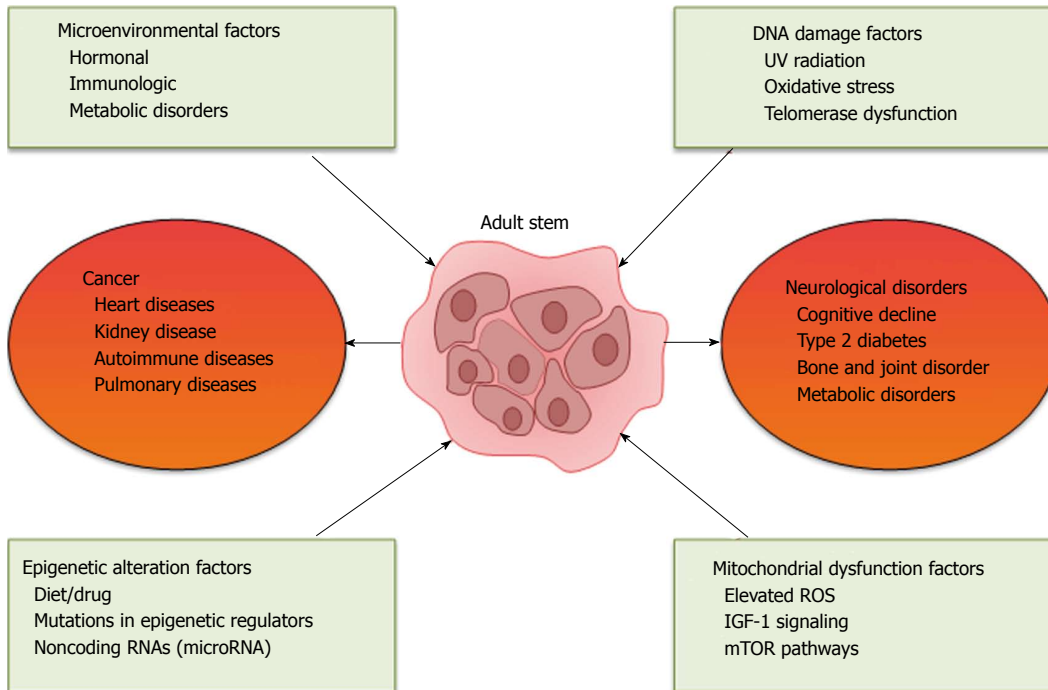 Microenvironmental factors
Hormonal
Immunologic
Metabolic disorders
DNA damage factors
UV radiation
Oxidative stress
Telomerase dysfunction
Adult stem
Cancer
Heart diseases
Kidney disease
Autoimmune diseases
Pulmonary diseases
Neurological disorders
Cognitive decline
Type 2 diabetes
Bone and joint disorder
Metabolic disorders
Epigenetic alteration factors
Diet/drug
Mutations in epigenetic regulators
Noncoding RNAs (microRNA)
Mitochondrial dysfunction factors
Elevated ROS
IGF-1 signaling
mTOR pathways